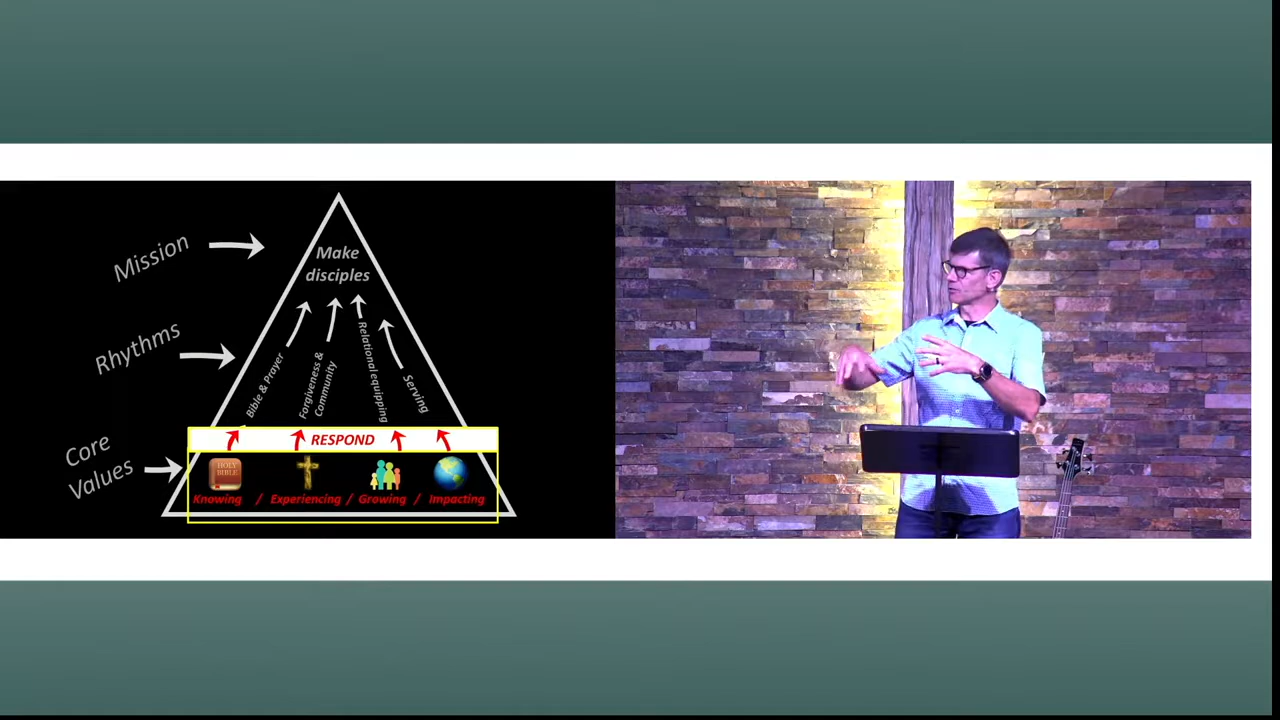 Mission
Make
disciples
Rhythms
Bible & Prayer
Forgiveness &
Community
Relational equipping
Serving
Core
Values
RESPOND
HOLY
BIBLE
Knowing / Experiencing / Growing / Impacting